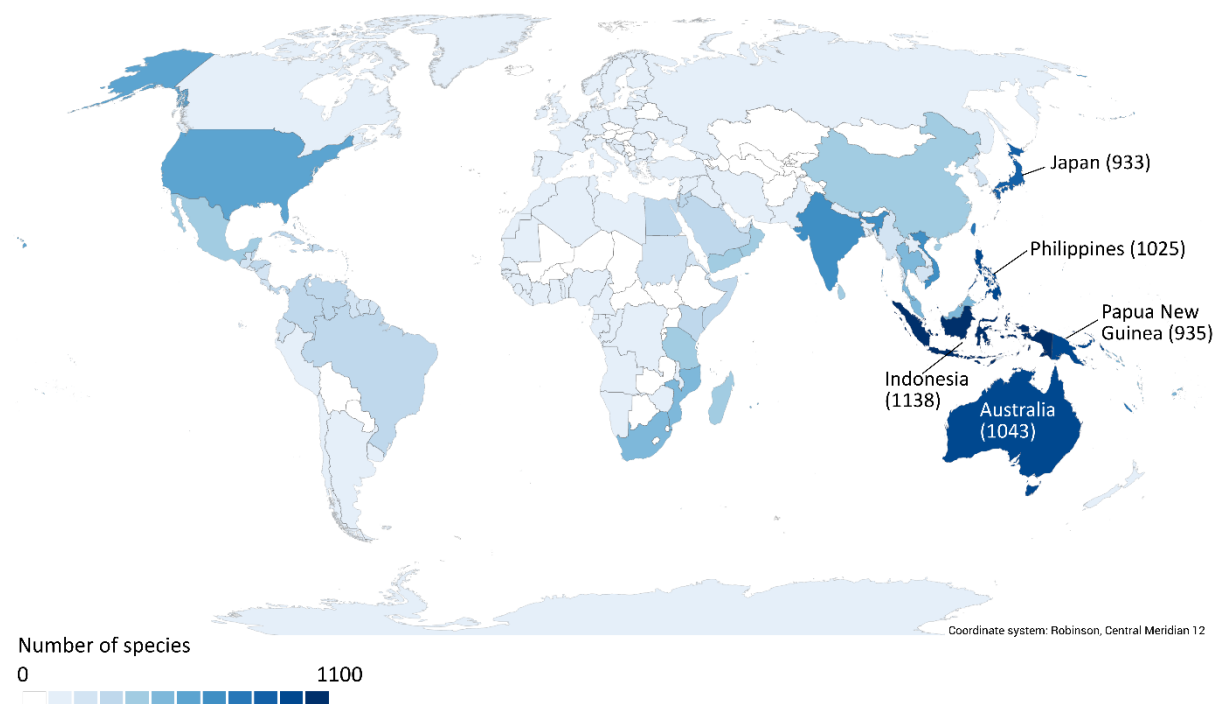 Japan (933)
Philippines (1025)
Papua New
Guinea (935)
Indonesia
(1138)
Australia
(1043)
Coordinate system: Robinson, Central Meridian 12
Number of species
0 1100